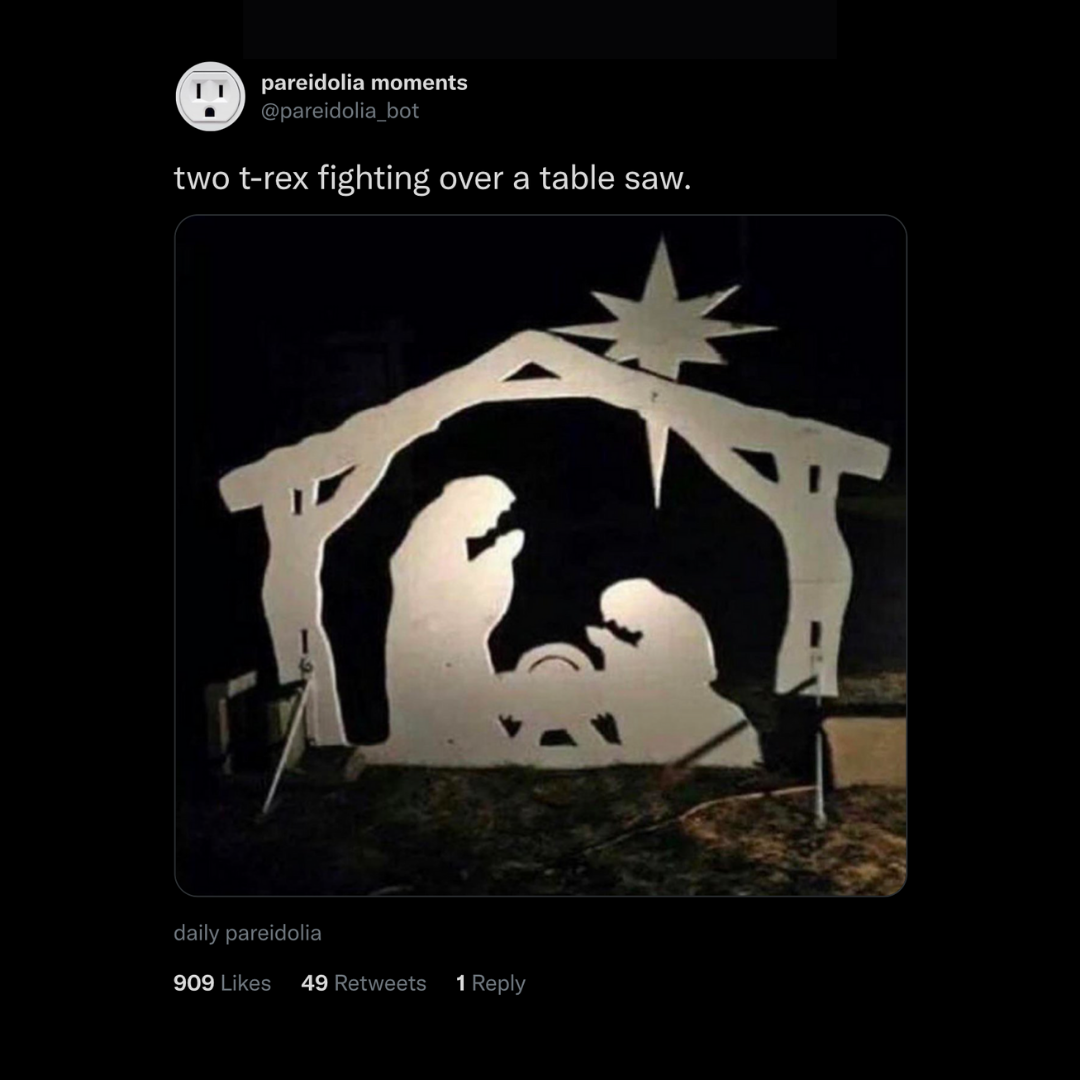 pareidolia moments
@pareidolia_bot
two t-rex fighting over a table saw.
daily pareidolia
909 Likes 49 Retweets 1 Reply